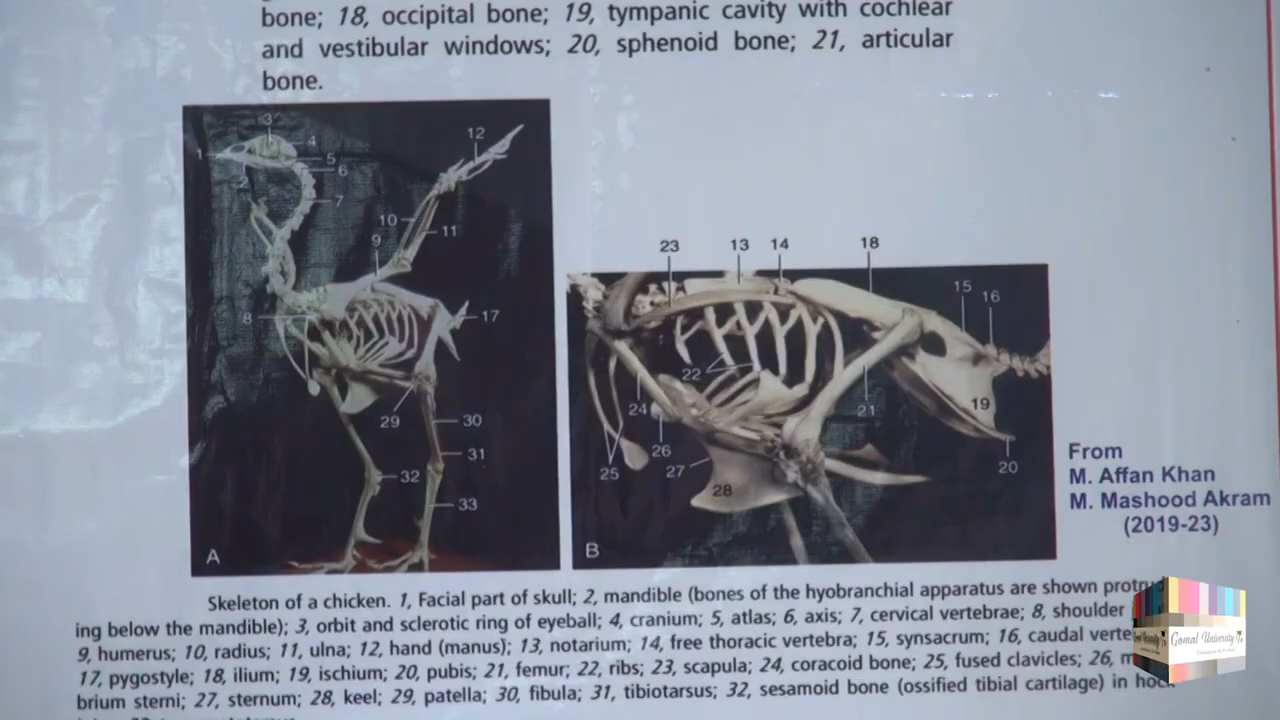 bone; 18, occipital bone; 19, tympanic cavity with cochlear
and vestibular windows; 20, sphenoid bone; 21, articular
bone.
3
4
1
5
6
2
7
12
10
11
9
8
17
29
30
31
32
33
A
23
13
14
18
15
16
22
24
21
19
26
25
27
28
20
B
From
M. Affan Khan
M. Mashood Akram
(2019-23)
Skeleton of a chicken. 1, Facial part of skull; 2, mandible (bones of the hyobranchial apparatus are shown
ing below the mandible); 3, orbit and sclerotic ring of eyeball; 4, cranium; 5, atlas; 6, axis; 7, cervical vertebrae; 8, shoulder
9, humerus; 10, radius; 11, ulna; 12, hand (manus); 13, notarium; 14, free thoracic vertebra; 15, synsacrum; 16, caudal
17, pygostyle; 18, ilium; 19, ischium; 20, pubis; 21, femur; 22, ribs; 23, scapula; 24, coracoid bone; 25, fused clavicles; 26,
brium sterni; 27, sternum; 28, keel; 29, patella; 30, fibula; 31, tibiotarsus; 32, sesamoid bone (ossified tibial cartilage) in hock
Gomal University Tv